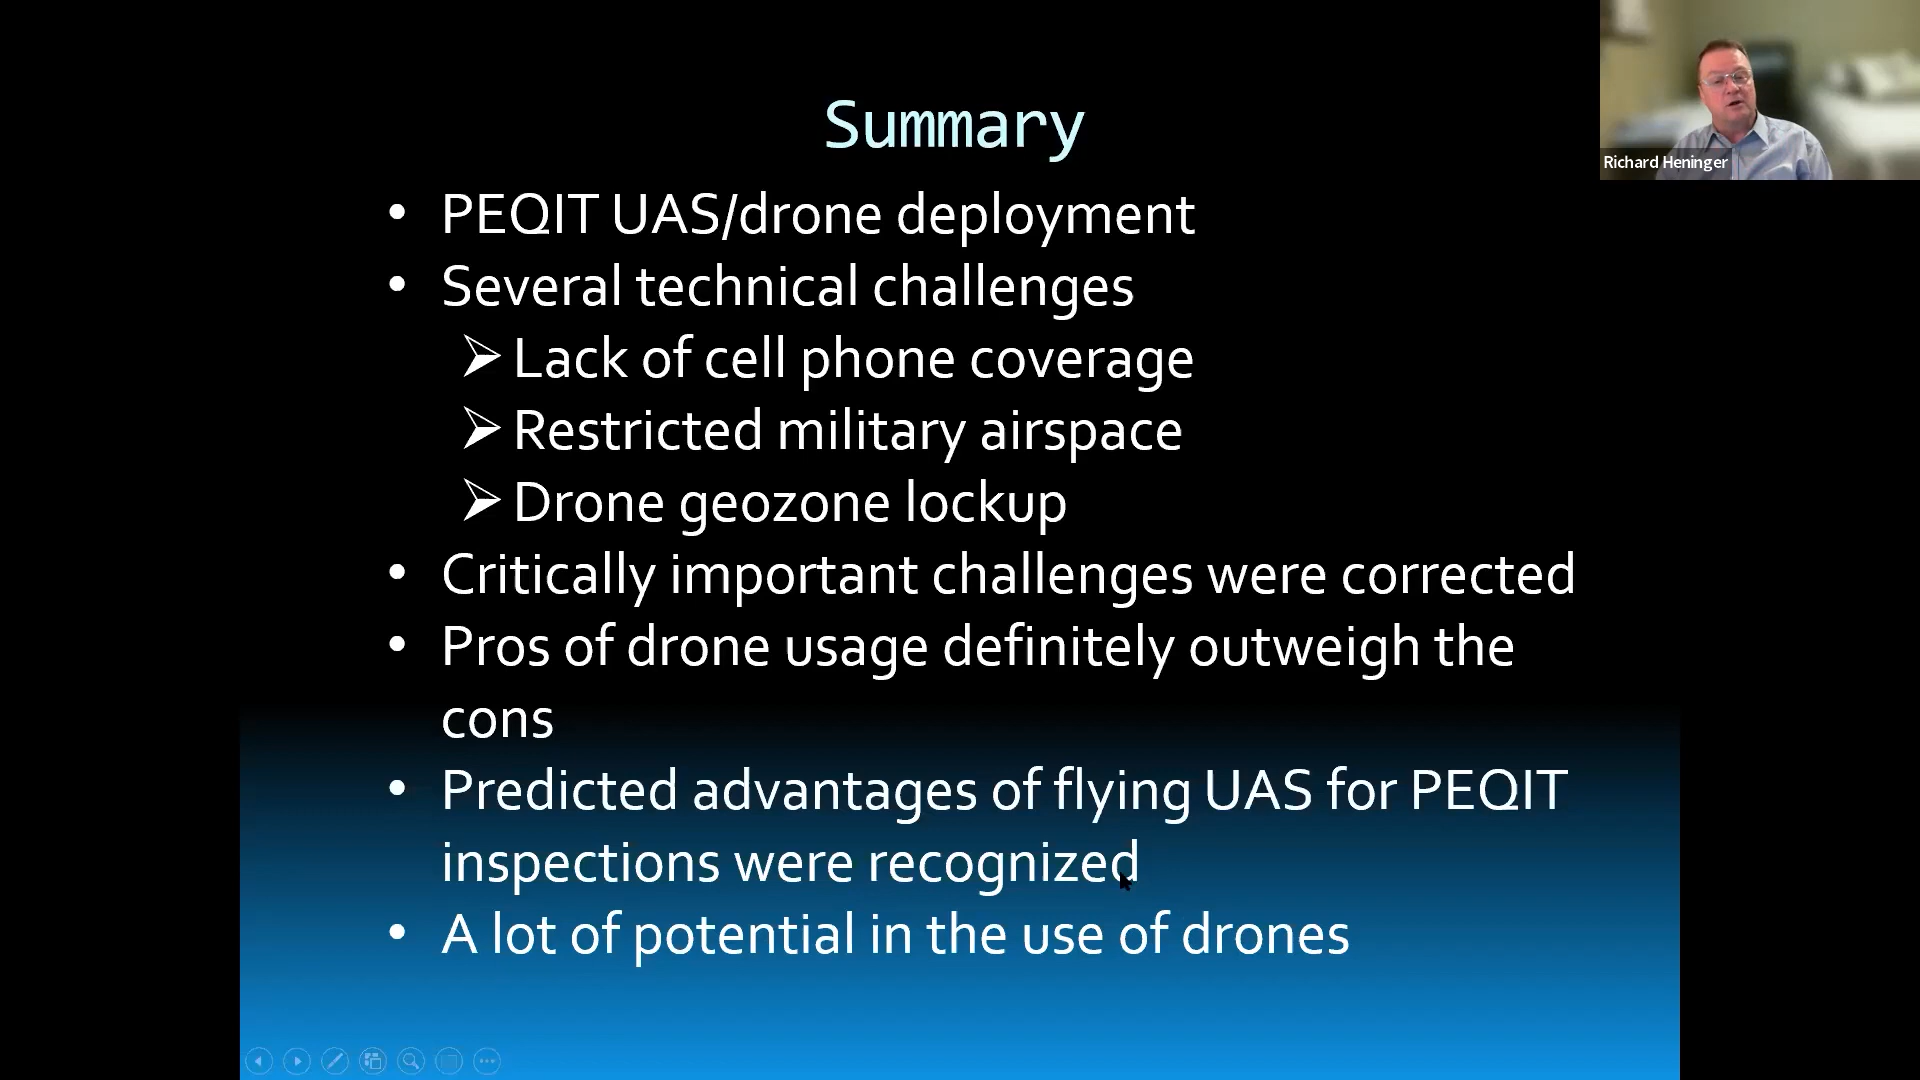 Summary
• PEQIT UAS/drone deployment
• Several technical challenges
➢ Lack of cell phone coverage
➢ Restricted military airspace
➢ Drone geozone lockup
• Critically important challenges were corrected
• Pros of drone usage definitely outweigh the
cons
• Predicted advantages of flying UAS for PEQIT
inspections were recognized
• A lot of potential in the use of drones
Richard Heninger